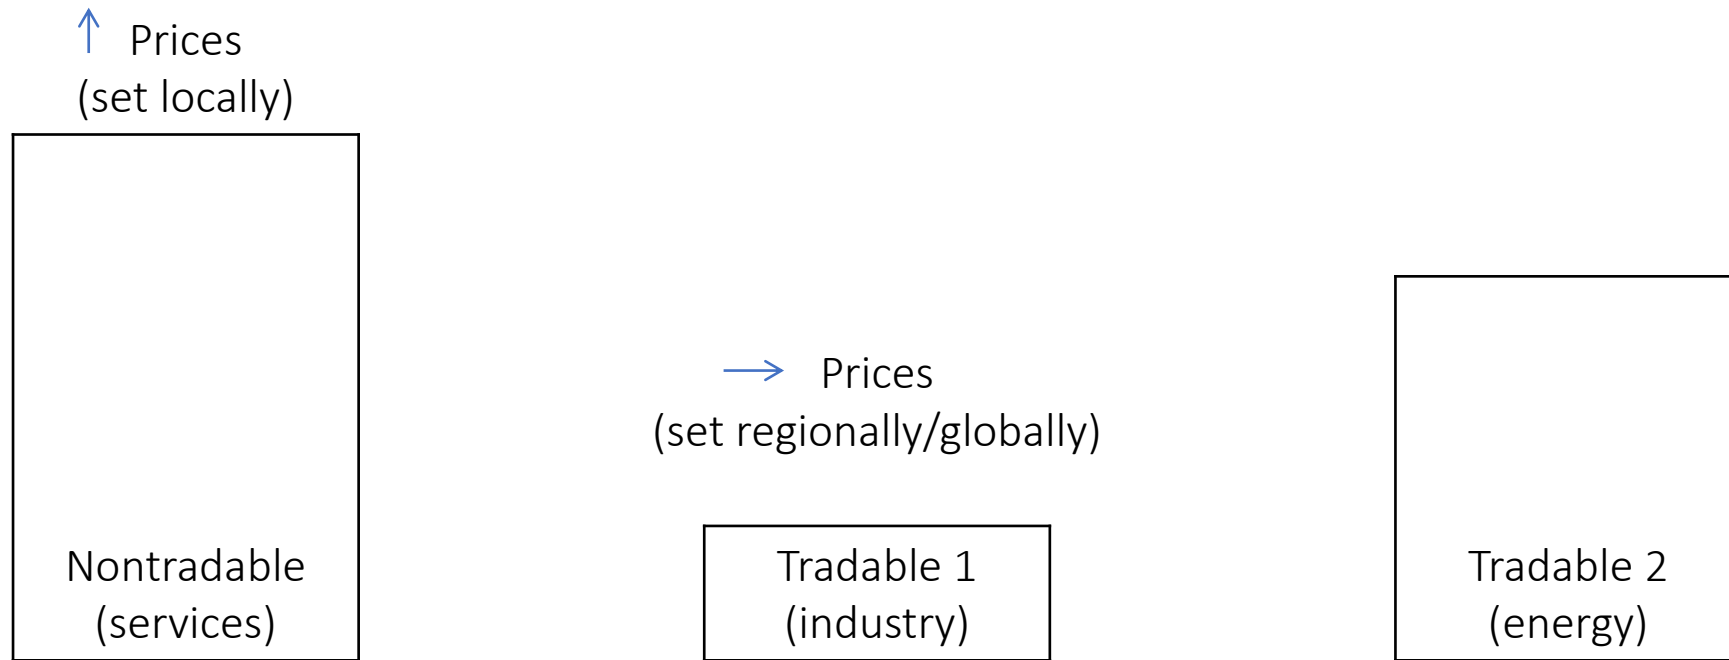 Prices
(set locally)
Prices
(set regionally/globally)
Nontradable
(services)
Tradable 1
(industry)
Tradable 2
(energy)